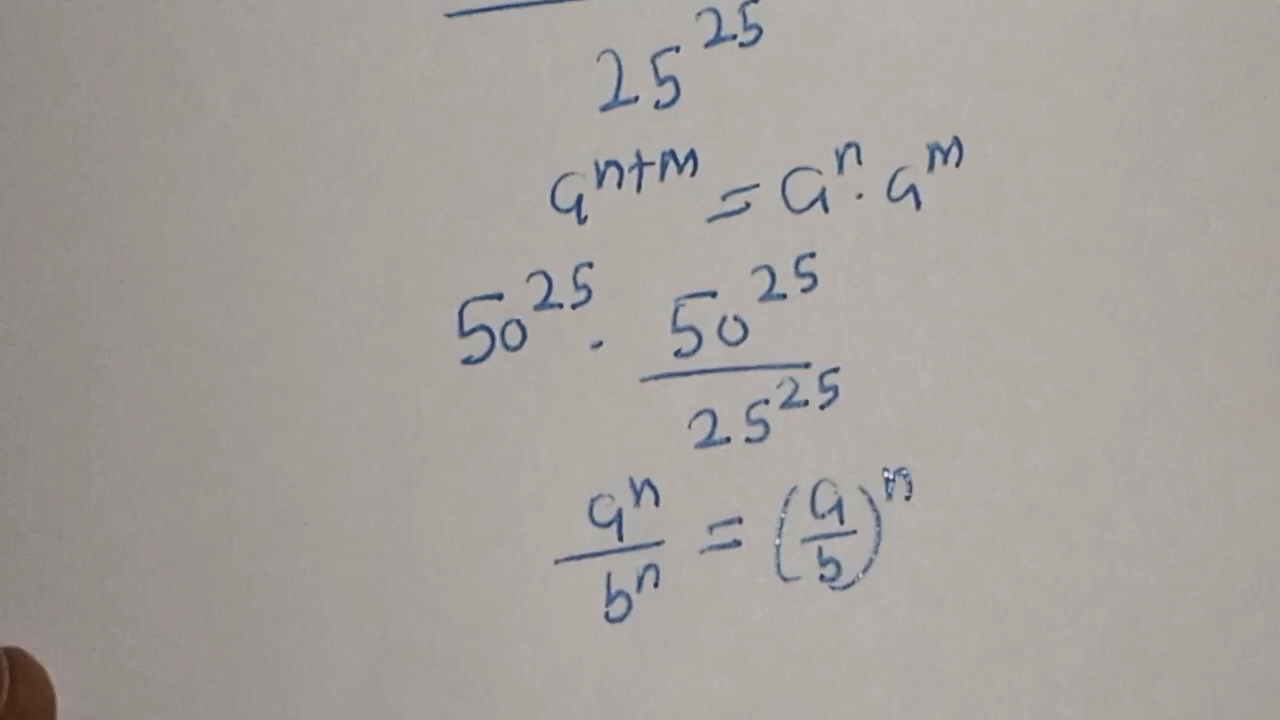 25^25
a^(n+m) = a^n · a^m
50^25 · 50^25 / 25^25
a^n / b^n = (a/b)^n